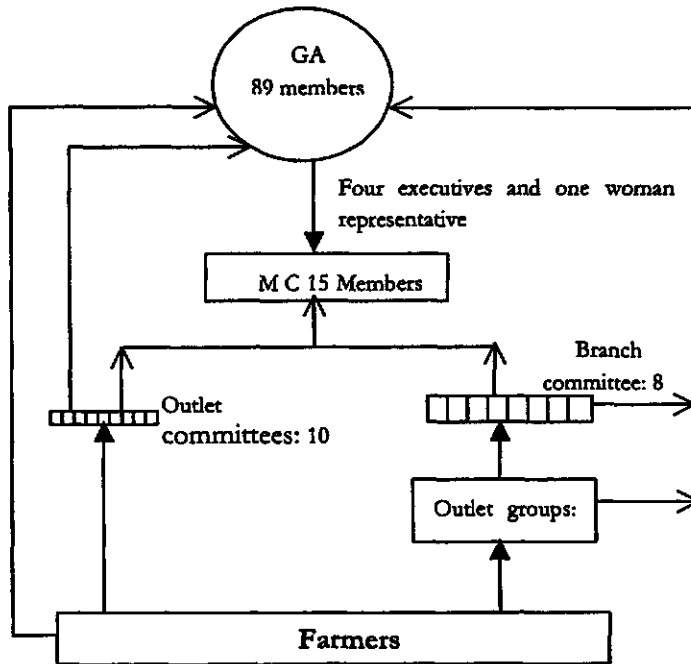 GA
89 members
Four executives and one woman
representative
M C 15 Members
Branch
committee: 8
Outlet
committees: 10
Outlet groups:
Farmers